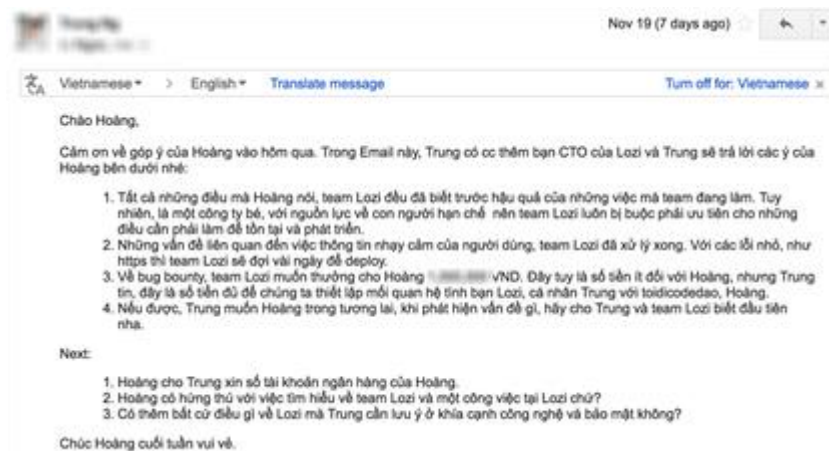 Nov 19 (7 days ago)
Vietnamese > English Translate message Turn off for: Vietnamese x
Chào Hoàng,
Cảm ơn về góp ý của Hoàng vào hôm qua. Trong Email này, Trung có cc thêm bạn CTO của Lozi và Trung sẽ trả lời các ý của
Hoàng bên dưới nhé:
1. Tất cả những điều mà Hoàng nói, team Lozi đều đã biết trước hậu quả của những việc mà team đang làm. Tuy
nhiên, là một công ty bé, với nguồn lực về con người hạn chế nên team Lozi luôn bị buộc phải ưu tiên cho những
điều cần phải làm để tồn tại và phát triển.
2. Những vấn đề liên quan đến việc thông tin nhạy cảm của người dùng, team Lozi đã xử lý xong. Với các lỗi nhỏ, như
https thì team Lozi sẽ đợi vài ngày để deploy.
3. Về bug bounty, team Lozi muốn thưởng cho Hoàng VND. Đây tuy là số tiền ít đối với Hoàng, nhưng Trung
tin, đây là số tiền đủ để chúng ta thiết lập mối quan hệ tình bạn Lozi, cá nhân Trung với toidicodedao, Hoàng.
4. Nếu được, Trung muốn Hoàng trong tương lai, khi phát hiện vấn đề gì, hãy cho Trung và team Lozi biết đầu tiên
nha.
Next:
1. Hoàng cho Trung xin số tài khoản ngân hàng của Hoàng.
2. Hoàng có hứng thú với việc tìm hiểu về team Lozi và một công việc tại Lozi chứ?
3. Có thêm bất cứ điều gì về Lozi mà Trung cần lưu ý ở khía cạnh công nghệ và bảo mật không?
Chúc Hoàng cuối tuần vui vẻ.